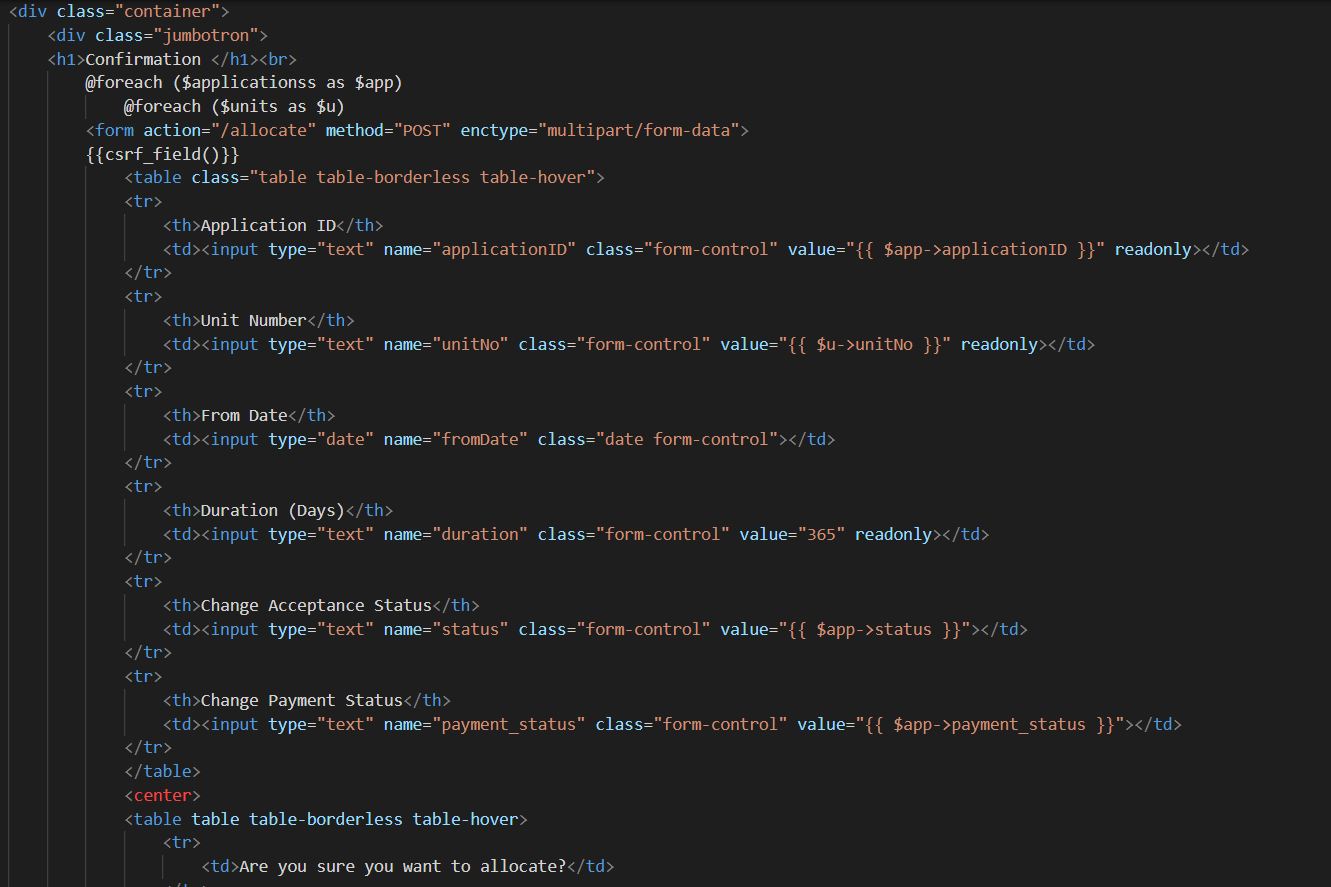 <div class="container">
<div class="jumbotron">
<h1>Confirmation </h1><br>
@foreach ($applicationss as $app)
@foreach ($units as $u)
<form action="/allocate" method="POST" enctype="multipart/form-data">
{{csrf_field()}}
<table class="table table-borderless table-hover">
<tr>
<th>Application ID</th>
<td><input type="text" name="applicationID" class="form-control" value="{{ $app->applicationID }}" readonly></td>
</tr>
<tr>
<th>Unit Number</th>
<td><input type="text" name="unitNo" class="form-control" value="{{ $u->unitNo }}" readonly></td>
</tr>
<tr>
<th>From Date</th>
<td><input type="date" name="fromDate" class="date form-control"></td>
</tr>
<tr>
<th>Duration (Days)</th>
<td><input type="text" name="duration" class="form-control" value="365" readonly></td>
</tr>
<tr>
<th>Change Acceptance Status</th>
<td><input type="text" name="status" class="form-control" value="{{ $app->status }}"></td>
</tr>
<tr>
<th>Change Payment Status</th>
<td><input type="text" name="payment_status" class="form-control" value="{{ $app->payment_status }}"></td>
</tr>
</table>
<center>
<table table table-borderless table-hover>
<tr>
<td>Are you sure you want to allocate?</td>